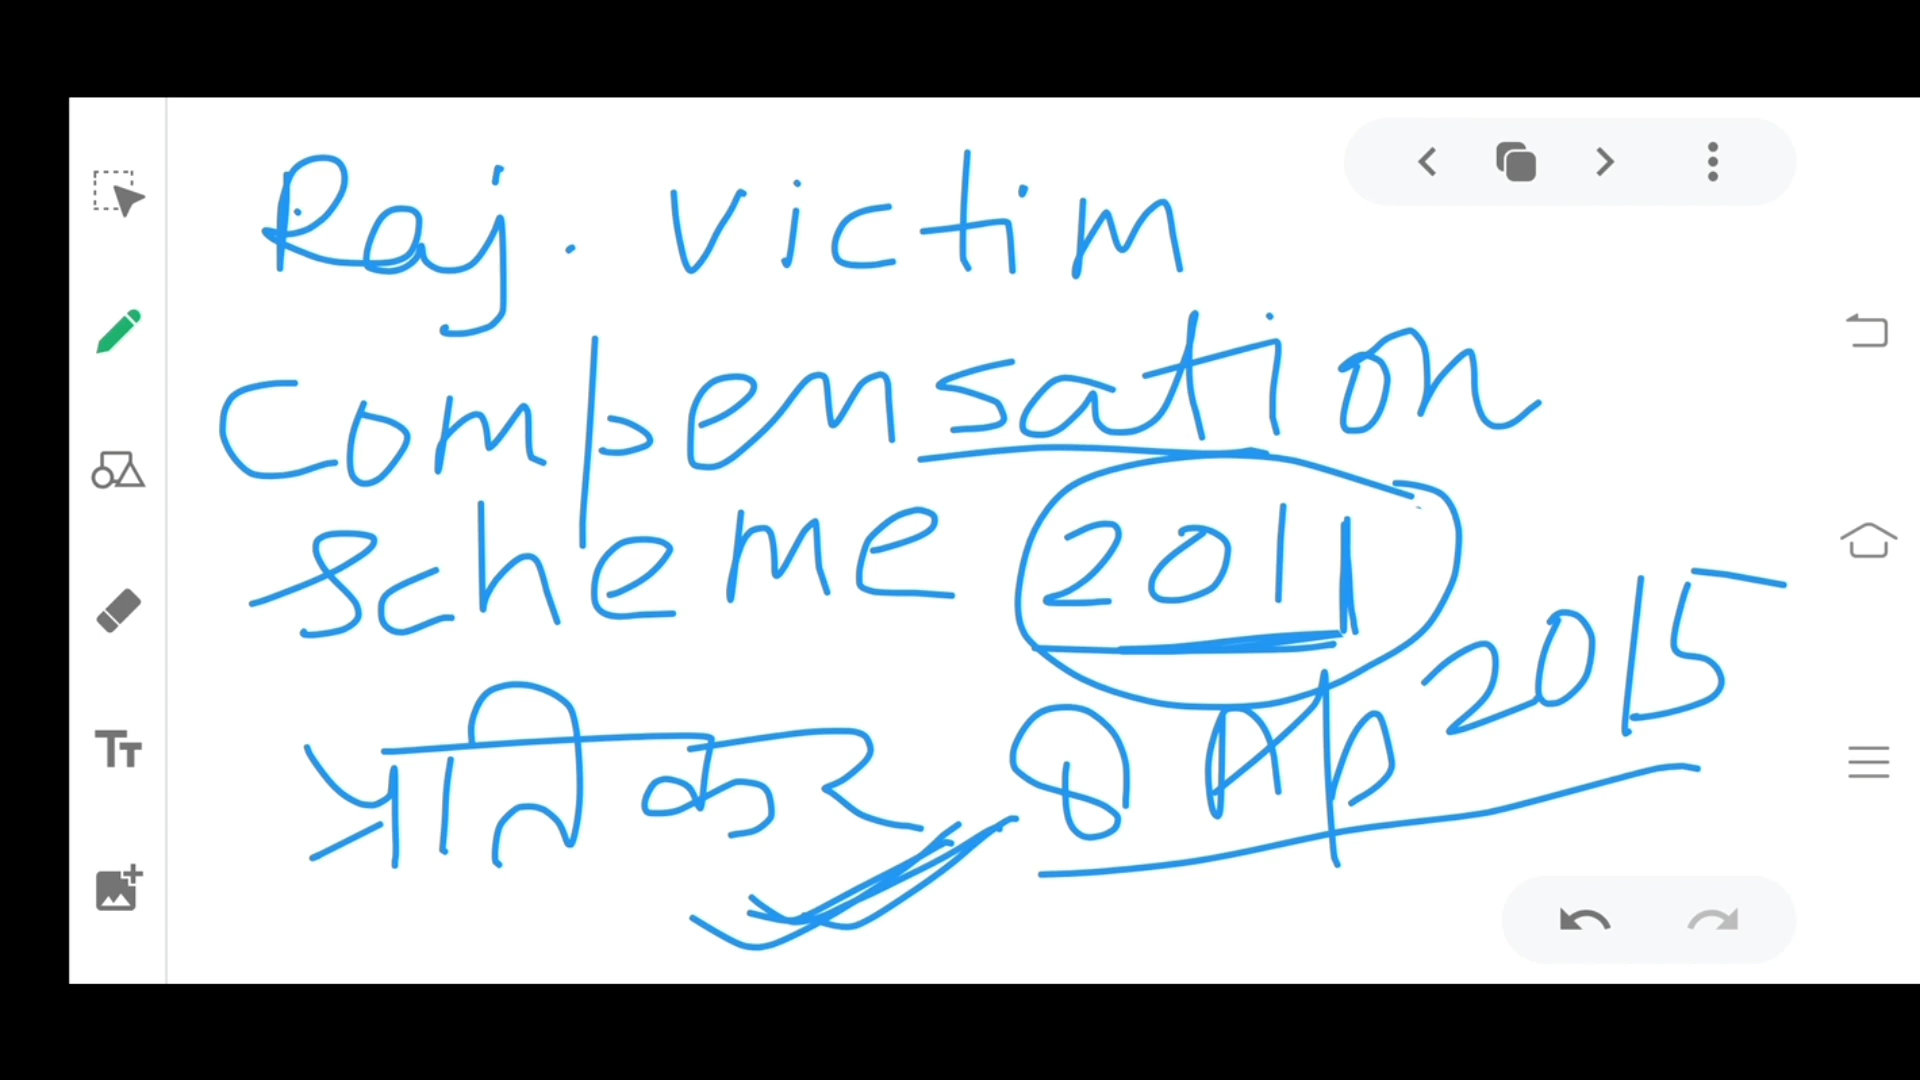 Raj. Victim
Compensation
Scheme 2011
प्रतिकर 8 Ap 2015